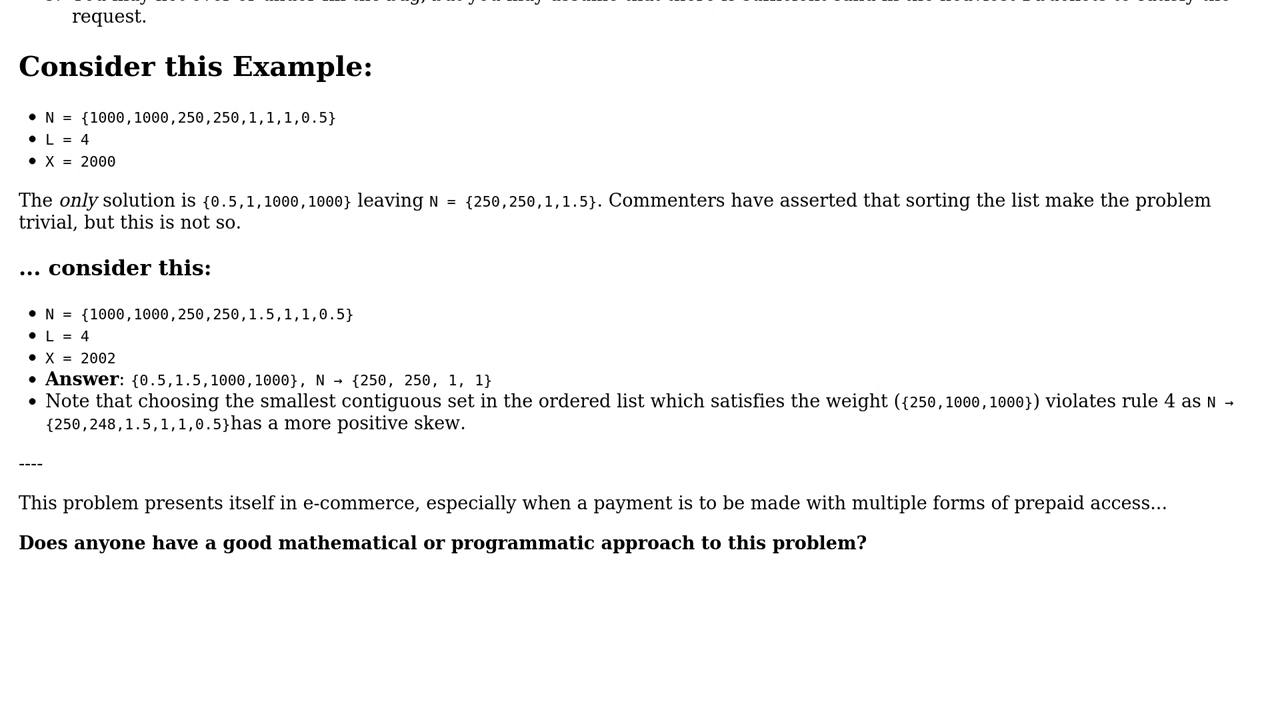 request.
Consider this Example:
• N = {1000,1000,250,250,1,1,1,0.5}
• L = 4
• X = 2000
The only solution is {0.5,1,1000,1000} leaving N = {250,250,1,1.5}. Commenters have asserted that sorting the list make the problem
trivial, but this is not so.
... consider this:
• N = {1000,1000,250,250,1.5,1,1,0.5}
• L = 4
• X = 2002
• Answer: {0.5,1.5,1000,1000}, N → {250, 250, 1, 1}
• Note that choosing the smallest contiguous set in the ordered list which satisfies the weight ({250,1000,1000}) violates rule 4 as N →
{250,248,1.5,1,1,0.5}has a more positive skew.
----
This problem presents itself in e-commerce, especially when a payment is to be made with multiple forms of prepaid access...
Does anyone have a good mathematical or programmatic approach to this problem?